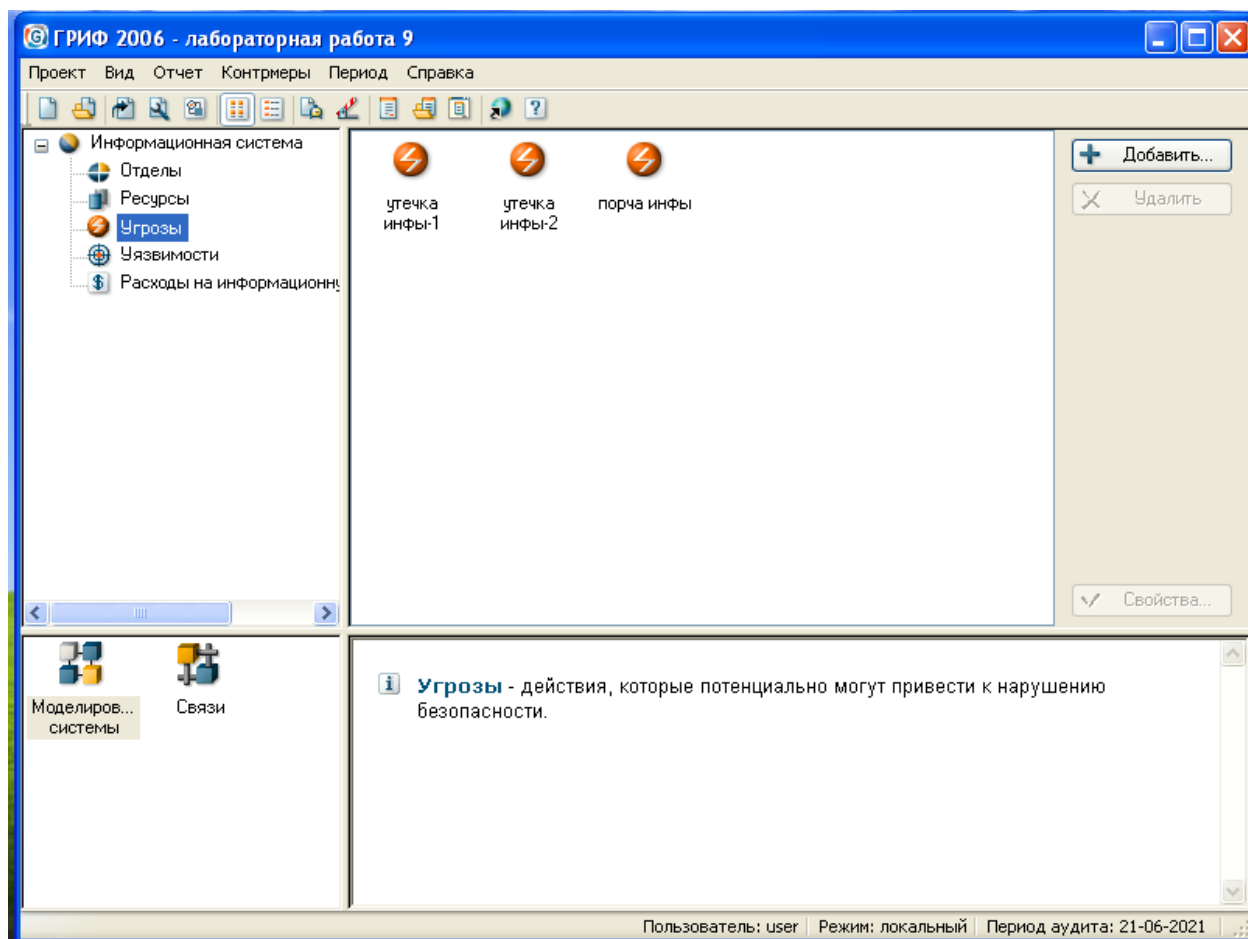 ГРИФ 2006 - лабораторная работа 9
Проект Вид Отчет Контрмеры Период Справка
Информационная система
Отделы
Ресурсы
Угрозы
Уязвимости
Расходы на информационну
утечка
инфы-1
утечка
инфы-2
порча инфы
Добавить...
Удалить
Свойства...
Моделиров...
системы
Связи
Угрозы - действия, которые потенциально могут привести к нарушению
безопасности.
Пользователь: user Режим: локальный Период аудита: 21-06-2021